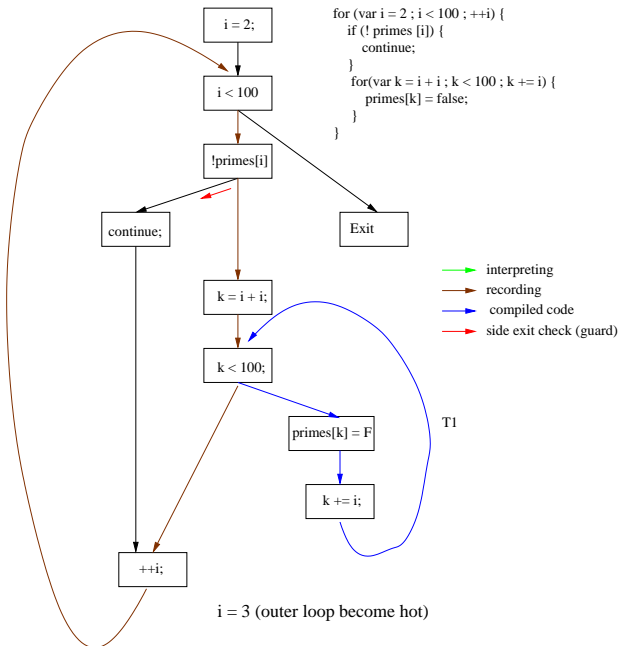 i = 2;
for (var i = 2 ; i < 100 ; ++i) {
if (! primes [i]) {
continue;
}
for(var k = i + i ; k < 100 ; k += i) {
primes[k] = false;
}
}
i < 100
!primes[i]
continue;
Exit
interpreting
recording
compiled code
side exit check (guard)
k = i + i;
k < 100;
primes[k] = F
T1
k += i;
++i;
i = 3 (outer loop become hot)